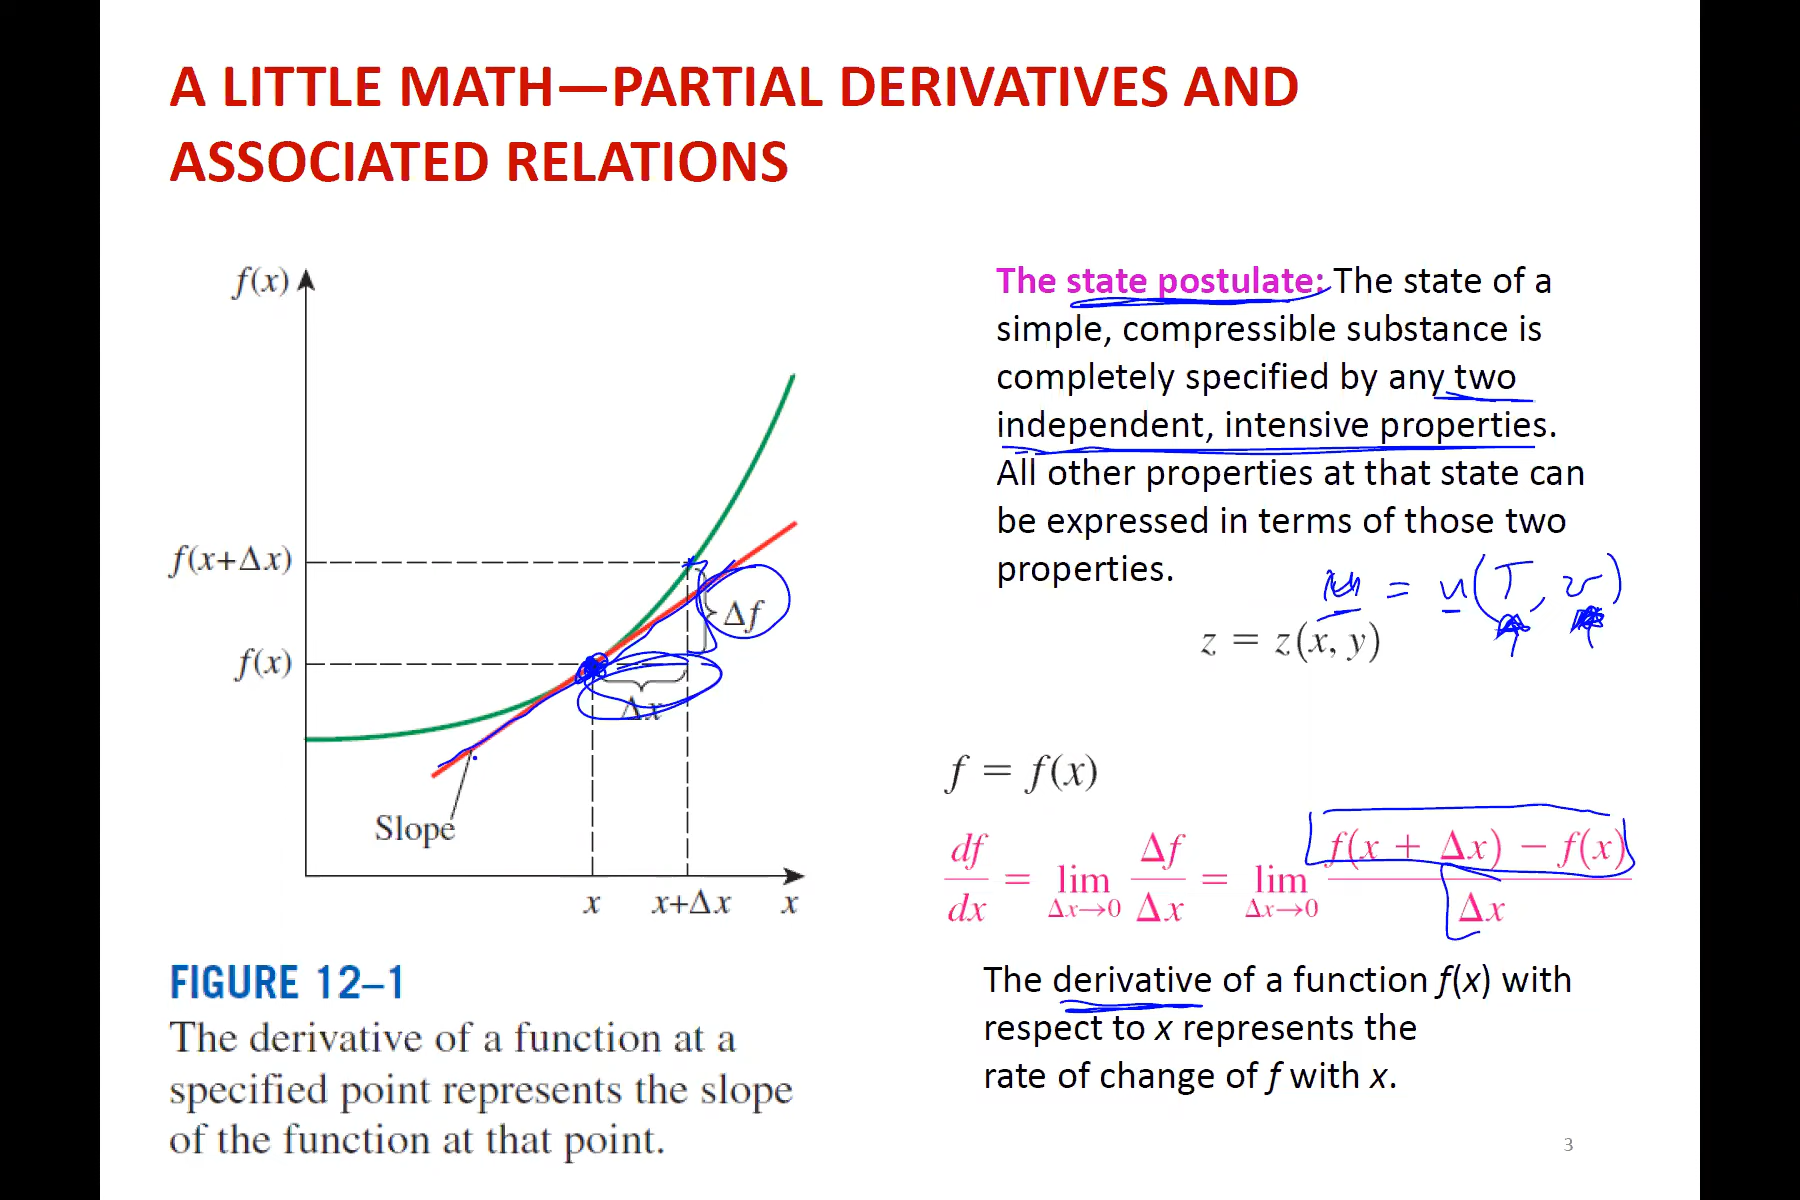 A LITTLE MATH—PARTIAL DERIVATIVES AND
ASSOCIATED RELATIONS
f(x)
f(x+Δx)
f(x)
Δf
Δx
Slope
x
x+Δx
x
FIGURE 12–1
The derivative of a function at a
specified point represents the slope
of the function at that point.
The state postulate: The state of a
simple, compressible substance is
completely specified by any two
independent, intensive properties.
All other properties at that state can
be expressed in terms of those two
properties.
u = u(T, v)
z = z(x, y)
f = f(x)
df/dx = lim Δx→0 Δf/Δx = lim Δx→0 f(x + Δx) − f(x)/Δx
The derivative of a function f(x) with
respect to x represents the
rate of change of f with x.
3